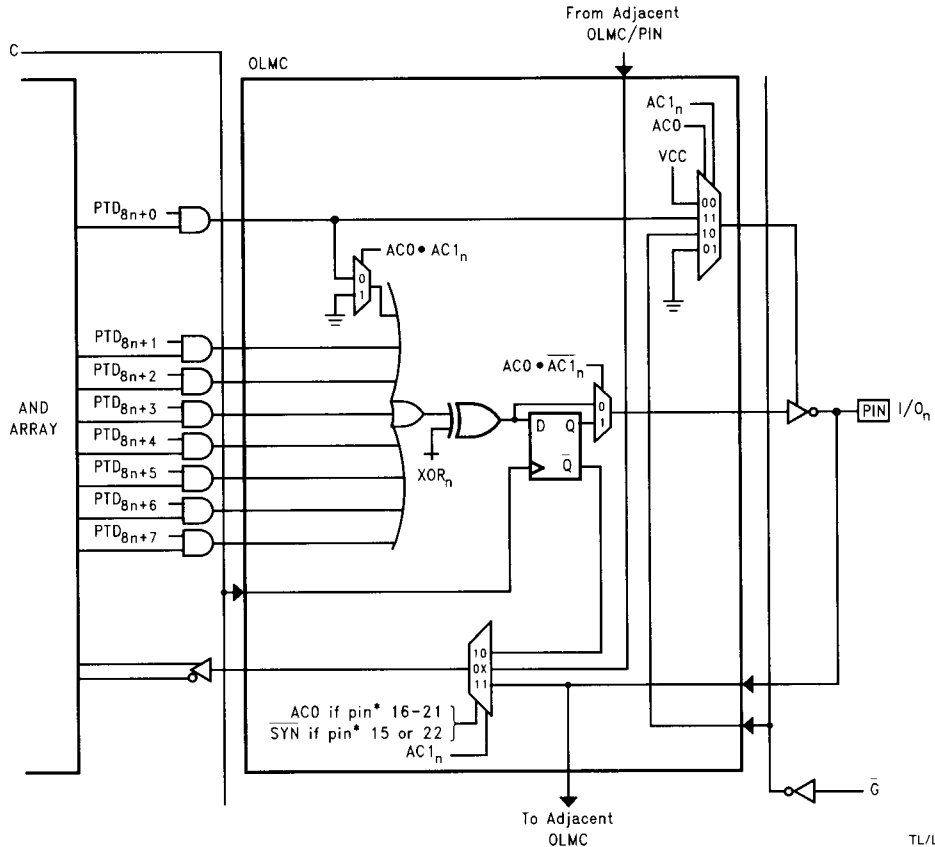 From Adjacent
OLMC/PIN
C
OLMC
AC1n
AC0
VCC
00
11
10
01
PTD8n+0
AC0 • AC1n
0
1
PTD8n+1
PTD8n+2
PTD8n+3
PTD8n+4
PTD8n+5
PTD8n+6
PTD8n+7
AND
ARRAY
AC0 • A̅C̅1̅n
0
1
D Q
Q̅
XORn
PIN I/On
10
0X
11
AC0 if pin* 16-21
S̅Y̅N̅ if pin* 15 or 22
AC1n
G̅
To Adjacent
OLMC
TL/L